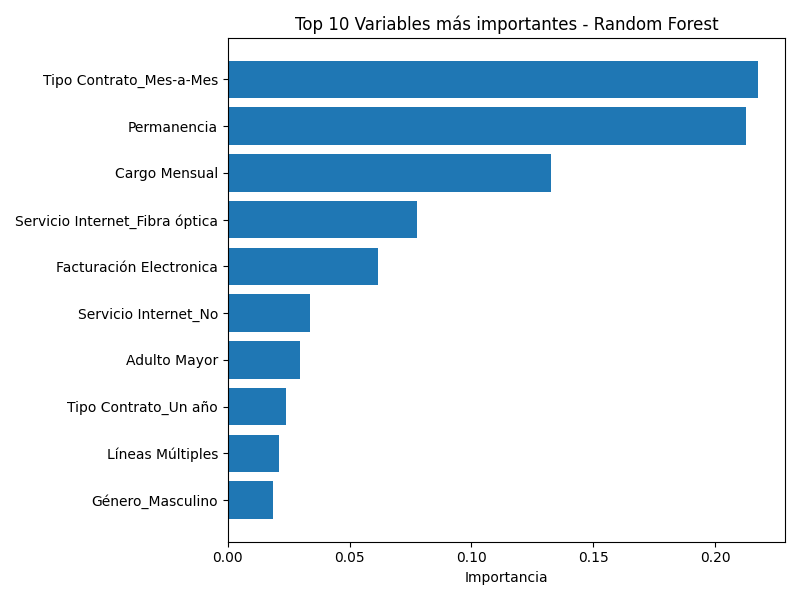 Top 10 Variables más importantes - Random Forest
Tipo Contrato_Mes-a-Mes
Permanencia
Cargo Mensual
Servicio Internet_Fibra óptica
Facturación Electronica
Servicio Internet_No
Adulto Mayor
Tipo Contrato_Un año
Líneas Múltiples
Género_Masculino
0.00 0.05 0.10 0.15 0.20
Importancia